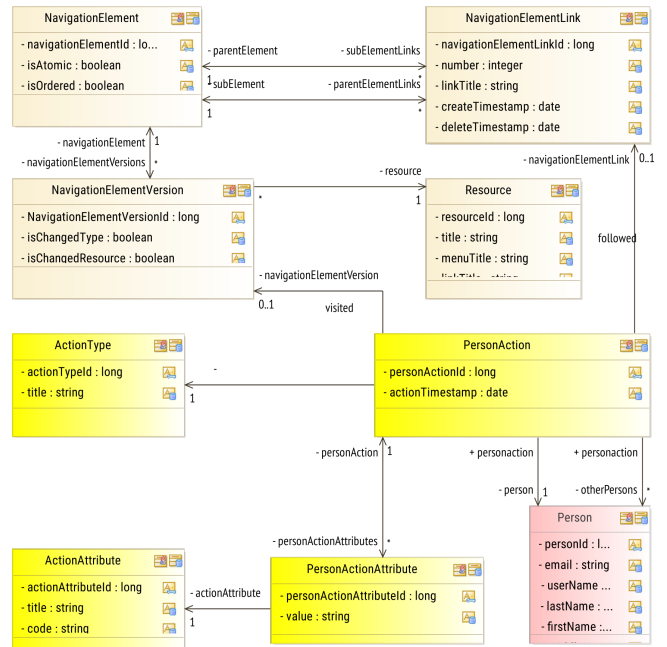 NavigationElement
- navigationElementId : lo...
- isAtomic : boolean
- isOrdered : boolean
NavigationElementLink
- navigationElementLinkId : long
- number : integer
- linkTitle : string
- createTimestamp : date
- deleteTimestamp : date
- parentElement
- subElementLinks
1
*
- subElement
- parentElementLinks
1
*
- navigationElement
1
- navigationElementVersions
*
NavigationElementVersion
- NavigationElementVersionId : long
- isChangedType : boolean
- isChangedResource : boolean
- resource
*
1
Resource
- resourceId : long
- title : string
- menuTitle : string
- linkTitle : string
- navigationElementLink
0..1
followed
- navigationElementVersion
0..1
visited
ActionType
- actionTypeId : long
- title : string
-
1
PersonAction
- personActionId : long
- actionTimestamp : date
- personAction
1
+ personaction
+ personaction
- person
1
- otherPersons
*
- personActionAttributes
*
Person
- personId : l...
- email : string
- userName ...
- lastName : ...
- firstName :...
ActionAttribute
- actionAttributeId : long
- title : string
- code : string
- actionAttribute
1
PersonActionAttribute
- personActionAttributeId : long
- value : string